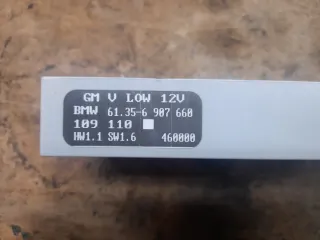 GM V LOW 12V
BMW 61.35-6 907 660
109 110
HW1.1 SW1.6 460000